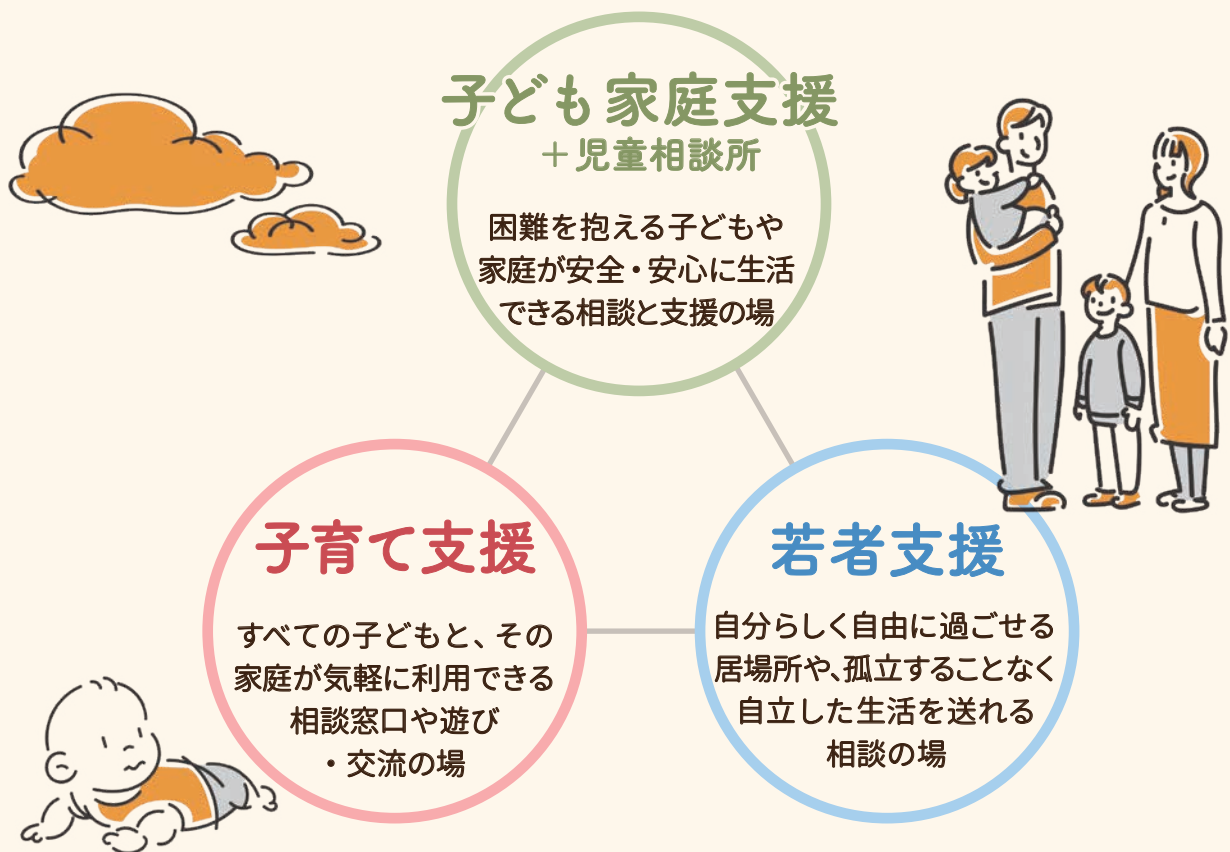 子ども家庭支援
＋児童相談所
困難を抱える子どもや
家庭が安全・安心に生活
できる相談と支援の場
子育て支援
すべての子どもと、その
家庭が気軽に利用できる
相談窓口や遊び
・交流の場
若者支援
自分らしく自由に過ごせる
居場所や、孤立することなく
自立した生活を送れる
相談の場